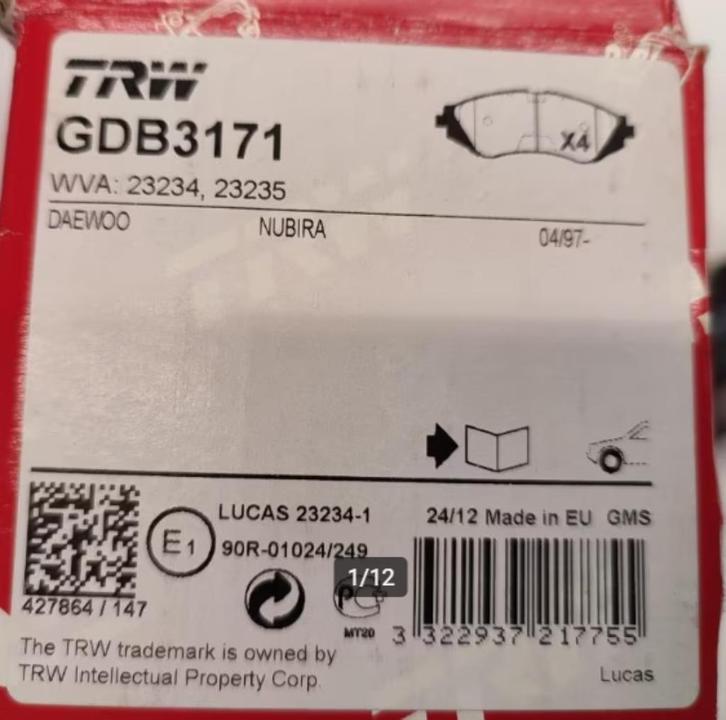 TRW
GDB3171
X4
WVA: 23234, 23235
DAEWOO NUBIRA 04/97-
LUCAS 23234-1
24/12 Made in EU GMS
E1
90R-01024/249
1/12
427864 / 147
MT20
3 322937 217755
The TRW trademark is owned by
TRW Intellectual Property Corp.
Lucas